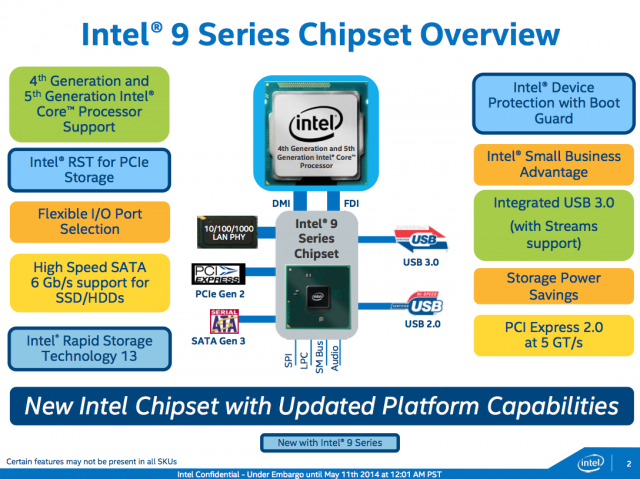 Intel® 9 Series Chipset Overview
4th Generation and
5th Generation Intel®
Core™ Processor
Support
Intel® RST for PCIe
Storage
Flexible I/O Port
Selection
High Speed SATA
6 Gb/s support for
SSD/HDDs
Intel® Rapid Storage
Technology 13
intel
4th Generation and 5th
Generation Intel® Core™
Processor
DMI
FDI
10/100/1000
LAN PHY
PCI
EXPRESS
PCIe Gen 2
SERIAL
ATA
SATA Gen 3
Intel® 9
Series
Chipset
intel
USB
USB 3.0
HI-SPEED
CERTIFIED
USB
USB 2.0
SPI
LPC
SM Bus
Audio
Intel® Device
Protection with Boot
Guard
Intel® Small Business
Advantage
Integrated USB 3.0
(with Streams
support)
Storage Power
Savings
PCI Express 2.0
at 5 GT/s
New Intel Chipset with Updated Platform Capabilities
New with Intel® 9 Series
Certain features may not be present in all SKUs
Intel Confidential - Under Embargo until May 11th 2014 at 12:01 AM PST
intel
2